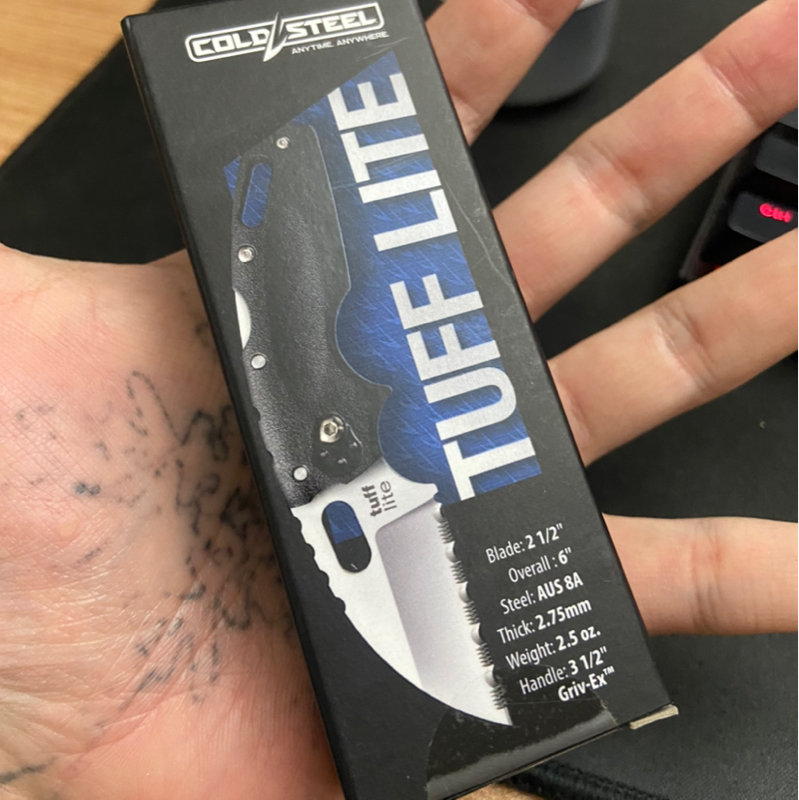 COLD STEEL
ANYTIME. ANYWHERE.
TUFF LITE
tuff
lite
Blade: 2 1/2"
Overall : 6"
Steel: AUS 8A
Thick: 2.75mm
Weight: 2.5 oz.
Handle: 3 1/2"
Griv-Ex™
Ctrl